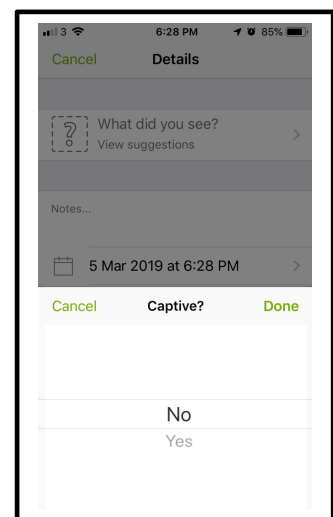 3 6:28 PM 85%
Cancel Details
What did you see?
View suggestions
Notes...
5 Mar 2019 at 6:28 PM
Cancel Captive? Done
No
Yes